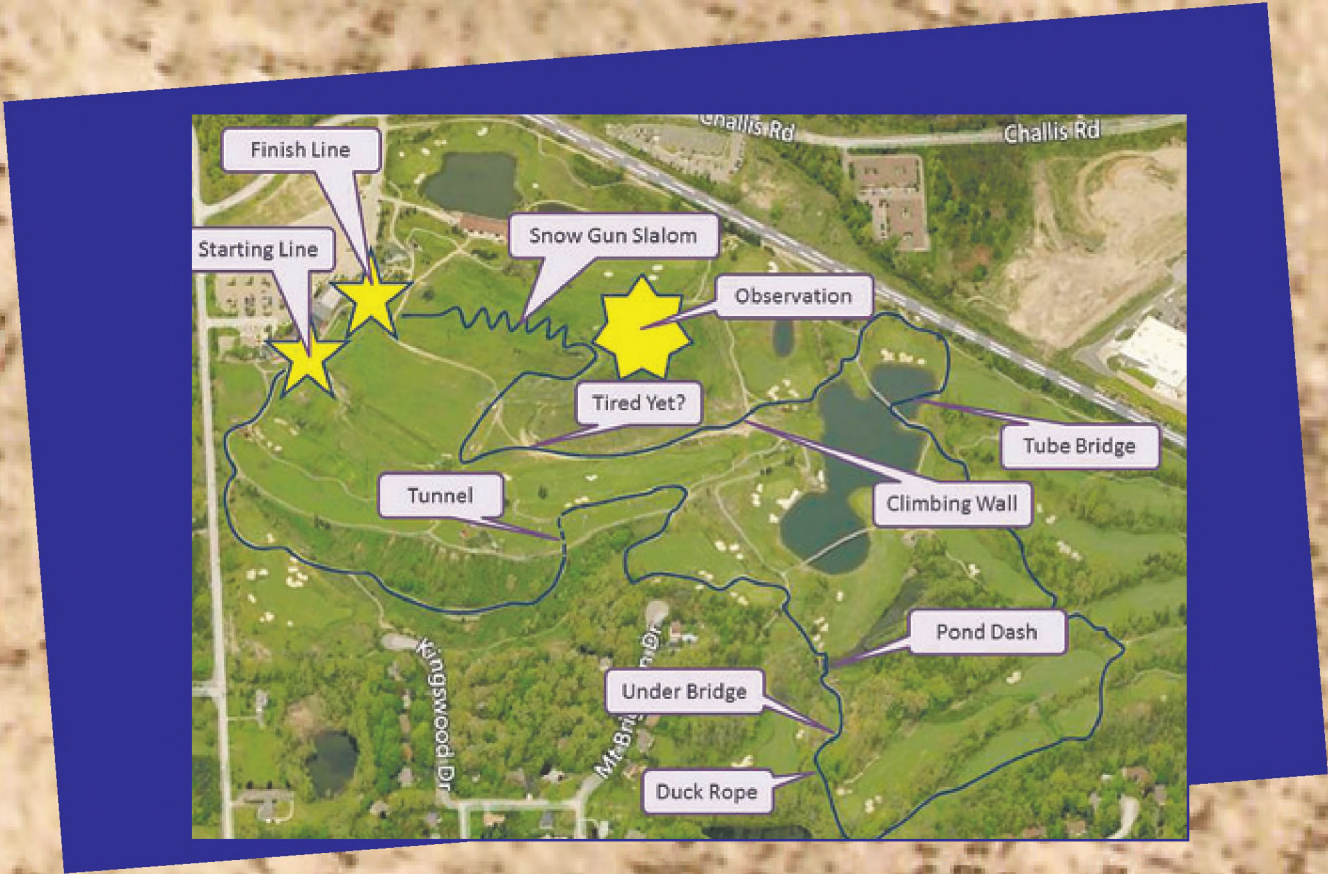 Challis Rd
Challis Rd
Finish Line
Starting Line
Snow Gun Slalom
Observation
Tired Yet?
Tube Bridge
Tunnel
Climbing Wall
Pond Dash
Kingswood Dr
Under Bridge
Duck Rope